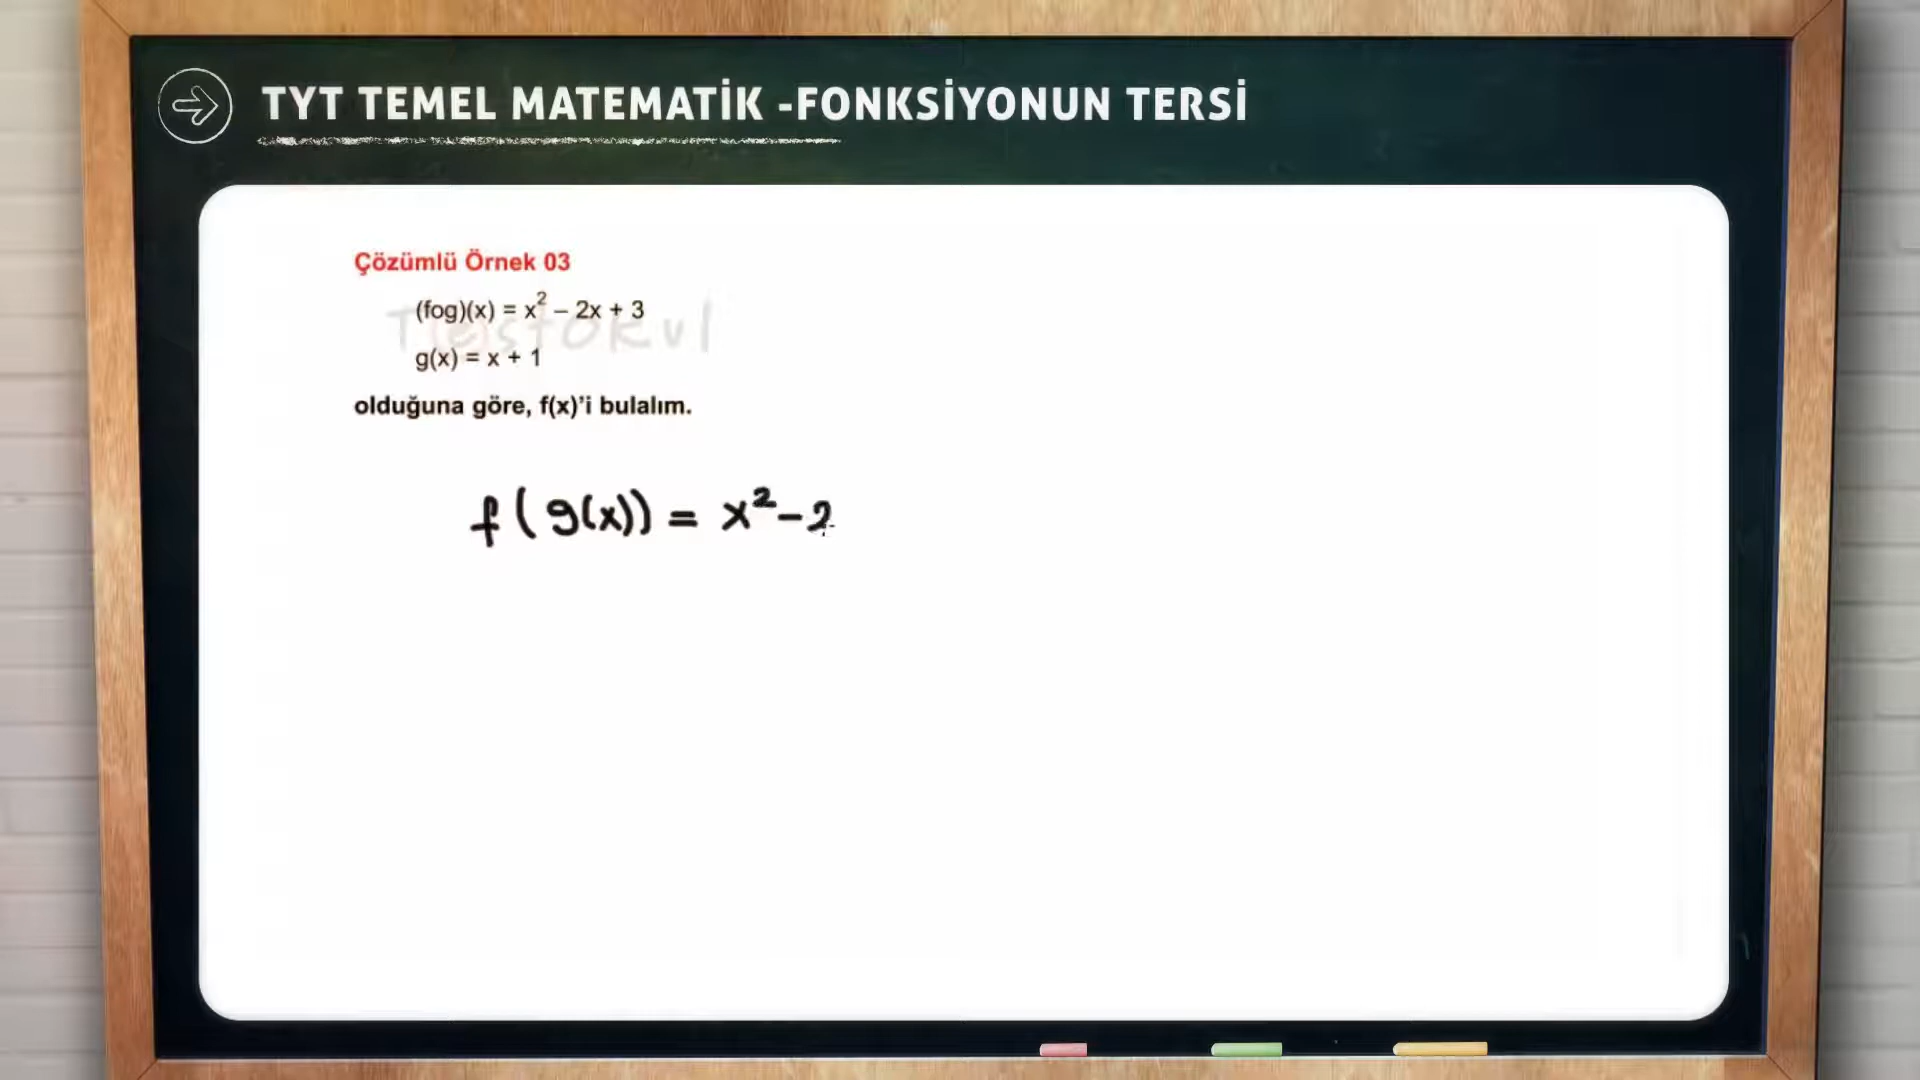 TYT TEMEL MATEMATİK -FONKSİYONUN TERSİ
Çözümlü Örnek 03
(fog)(x) = x² – 2x + 3
TestOkul
g(x) = x + 1
olduğuna göre, f(x)'i bulalım.
f(g(x)) = x²-2